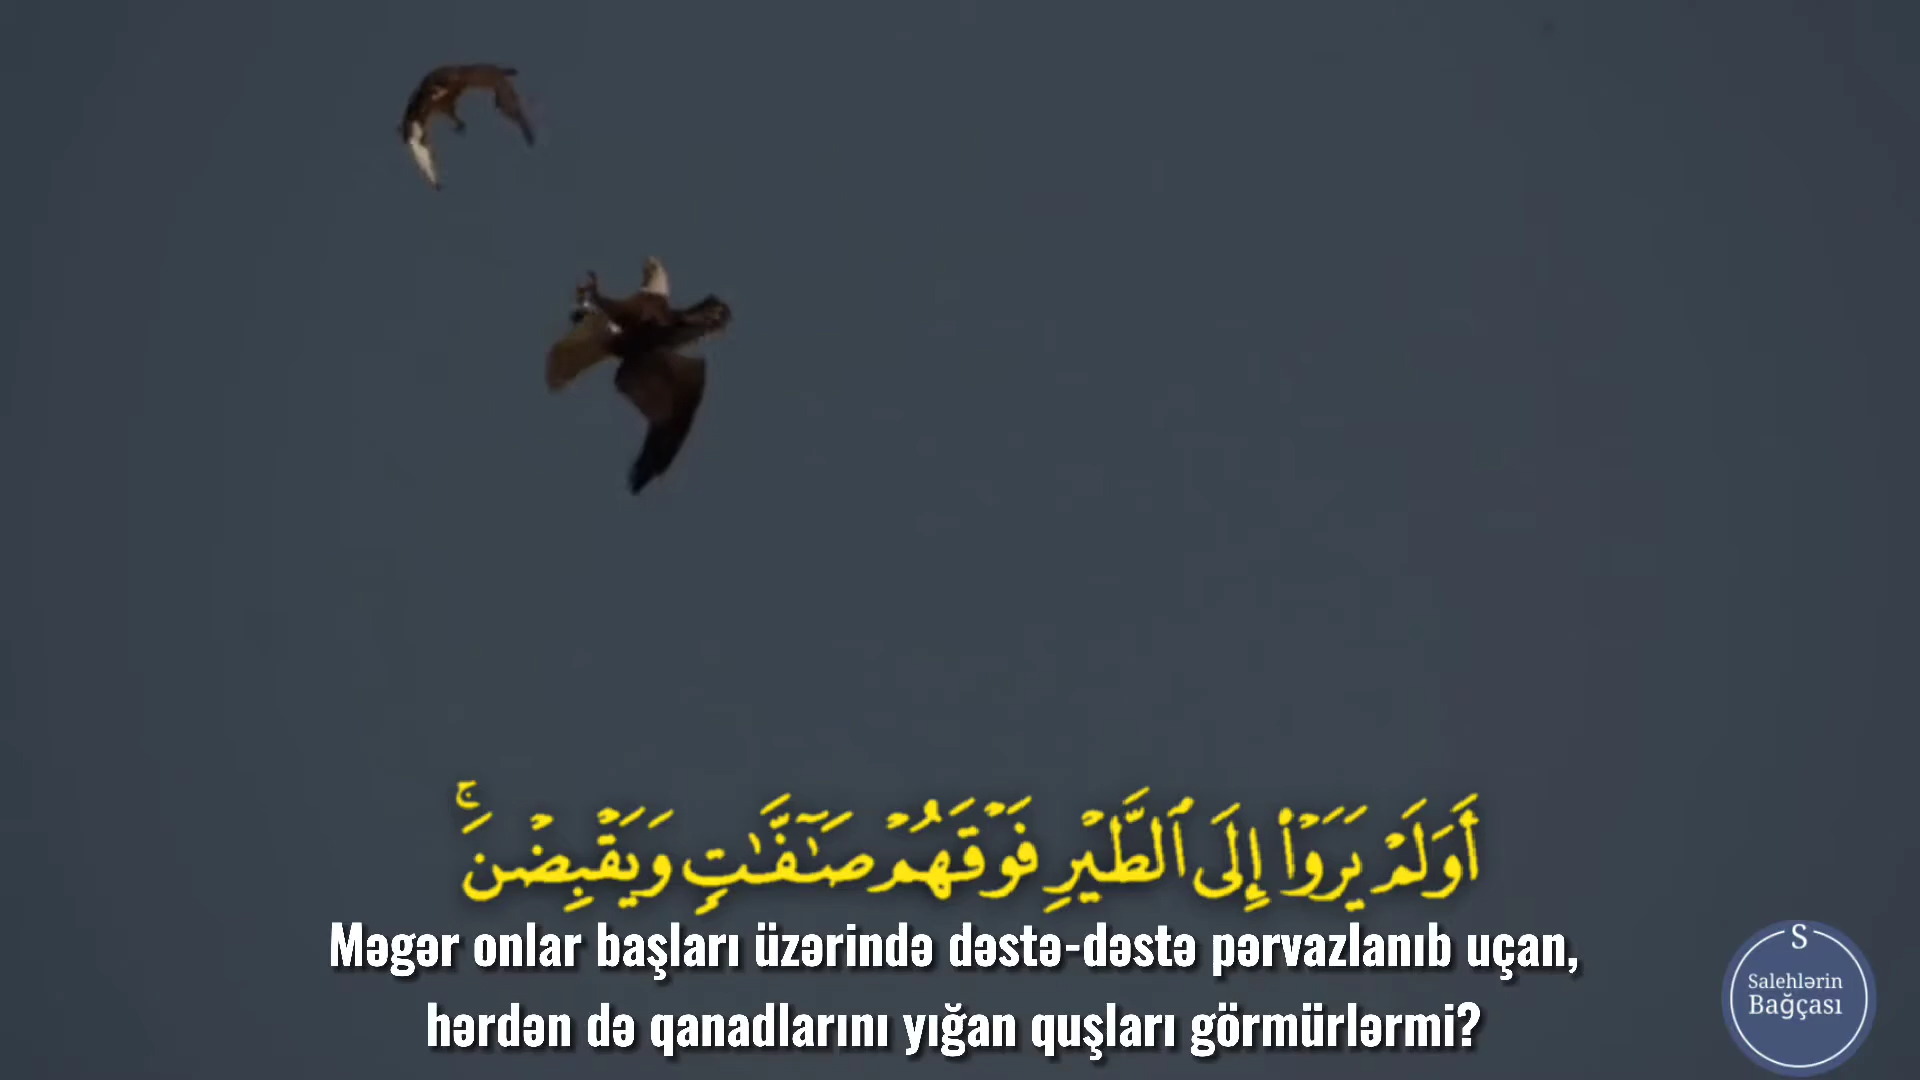 أَوَلَمْ يَرَوْا۟ إِلَى ٱلطَّيْرِ فَوْقَهُمْ صَـٰٓفَّـٰتٍ وَيَقْبِضْنَ ۚ
Məgər onlar başları üzərində dəstə-dəstə pərvazlanıb uçan,
hərdən də qanadlarını yığan quşları görmürlərmi?
S
Salehlərin
Bağçası